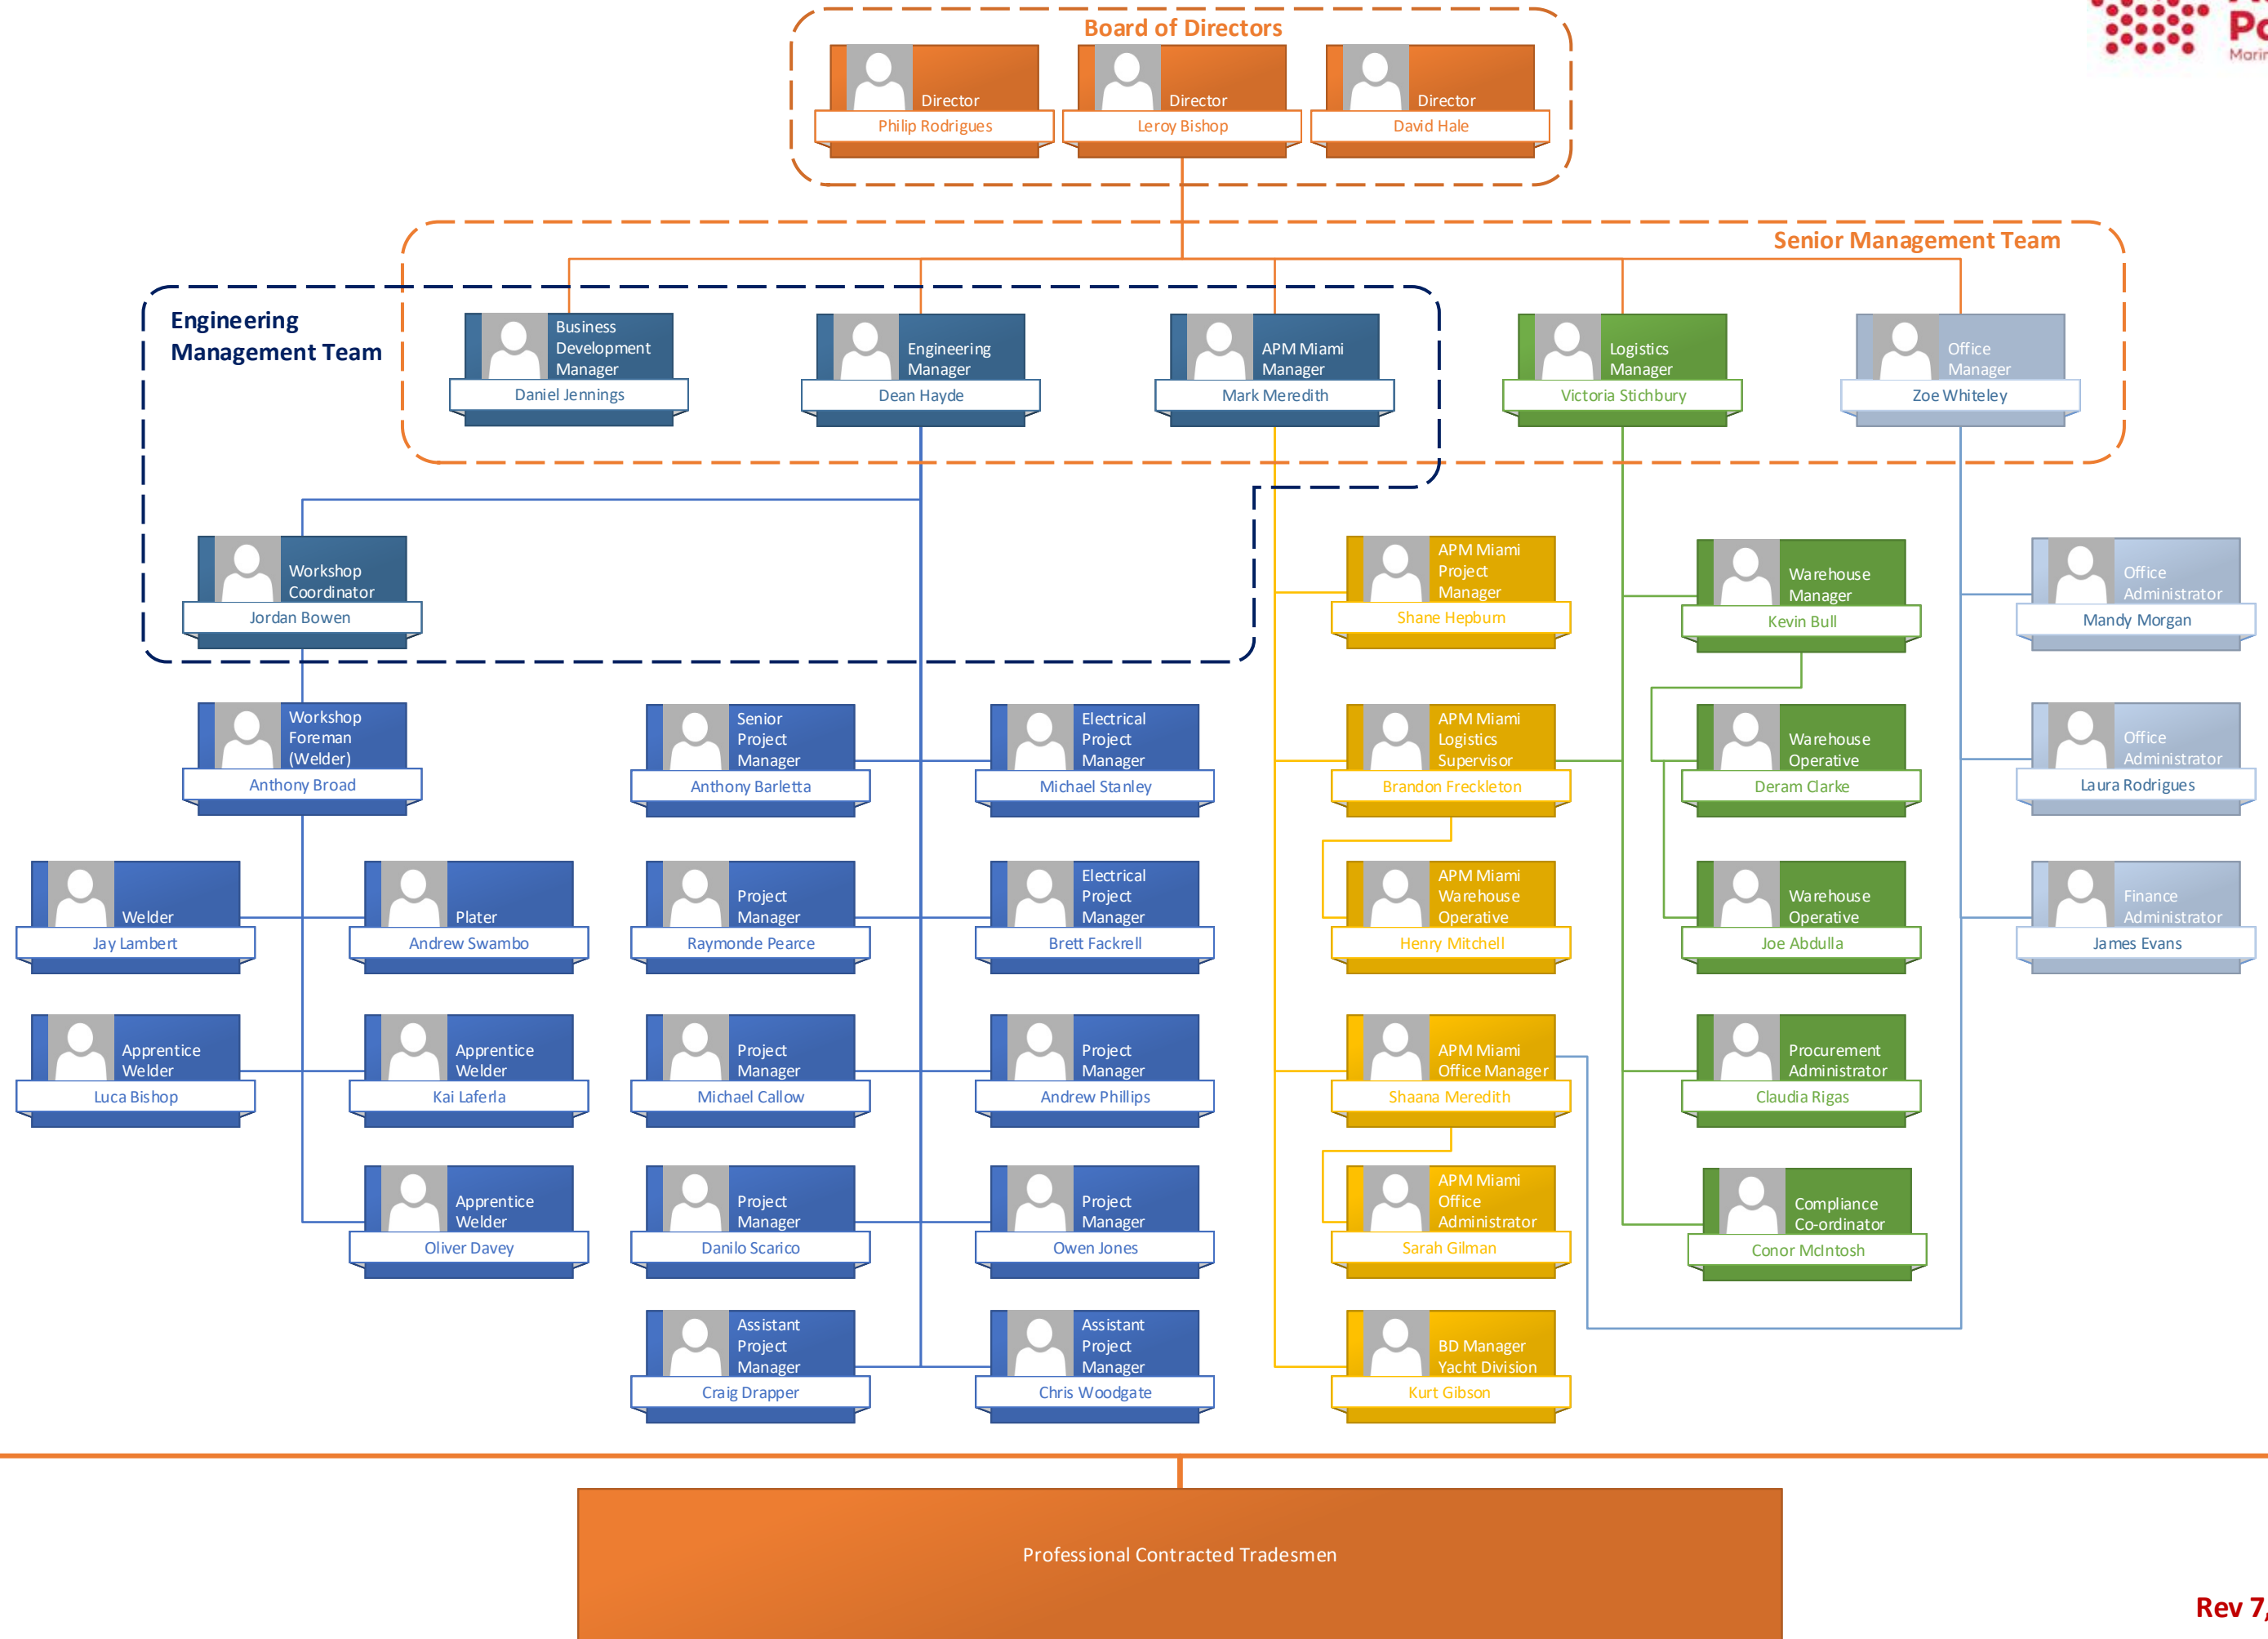 Board of Directors
Director
Philip Rodrigues
Director
Leroy Bishop
Director
David Hale
Po
Marin
Senior Management Team
Engineering
Management Team
Business
Development
Manager
Daniel Jennings
Engineering
Manager
Dean Hayde
APM Miami
Manager
Mark Meredith
Logistics
Manager
Victoria Stichbury
Office
Manager
Zoe Whiteley
Workshop
Coordinator
Jordan Bowen
APM Miami
Project
Manager
Shane Hepburn
Warehouse
Manager
Kevin Bull
Office
Administrator
Mandy Morgan
Workshop
Foreman
(Welder)
Anthony Broad
Senior
Project
Manager
Anthony Barletta
Electrical
Project
Manager
Michael Stanley
APM Miami
Logistics
Supervisor
Brandon Freckleton
Warehouse
Operative
Deram Clarke
Office
Administrator
Laura Rodrigues
Welder
Jay Lambert
Plater
Andrew Swambo
Project
Manager
Raymonde Pearce
Electrical
Project
Manager
Brett Fackrell
APM Miami
Warehouse
Operative
Henry Mitchell
Warehouse
Operative
Joe Abdulla
Finance
Administrator
James Evans
Apprentice
Welder
Luca Bishop
Apprentice
Welder
Kai Laferla
Project
Manager
Michael Callow
Project
Manager
Andrew Phillips
APM Miami
Office Manager
Shaana Meredith
Procurement
Administrator
Claudia Rigas
Apprentice
Welder
Oliver Davey
Project
Manager
Danilo Scarico
Project
Manager
Owen Jones
APM Miami
Office
Administrator
Sarah Gilman
Compliance
Co-ordinator
Conor McIntosh
Assistant
Project
Manager
Craig Drapper
Assistant
Project
Manager
Chris Woodgate
BD Manager
Yacht Division
Kurt Gibson
Professional Contracted Tradesmen
Rev 7,